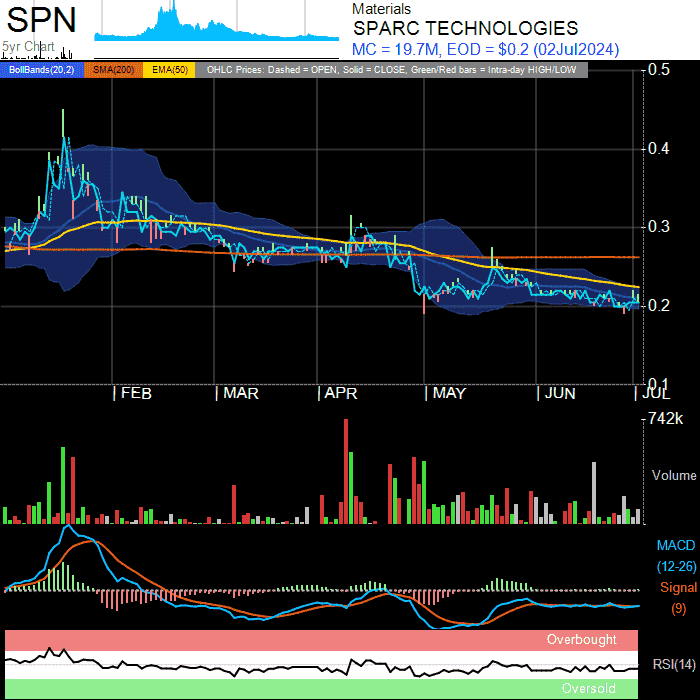 SPN
5yr Chart
Materials
SPARC TECHNOLOGIES
MC = 19.7M, EOD = $0.2 (02Jul2024)
BollBands(20,2) SMA(200) EMA(50) OHLC Prices: Dashed = OPEN, Solid = CLOSE, Green/Red bars = Intra-day HIGH/LOW
0.5
0.4
0.3
0.2
0.1
FEB MAR APR MAY JUN JUL
742k
Volume
MACD
(12-26)
Signal
(9)
Overbought
RSI(14)
Oversold